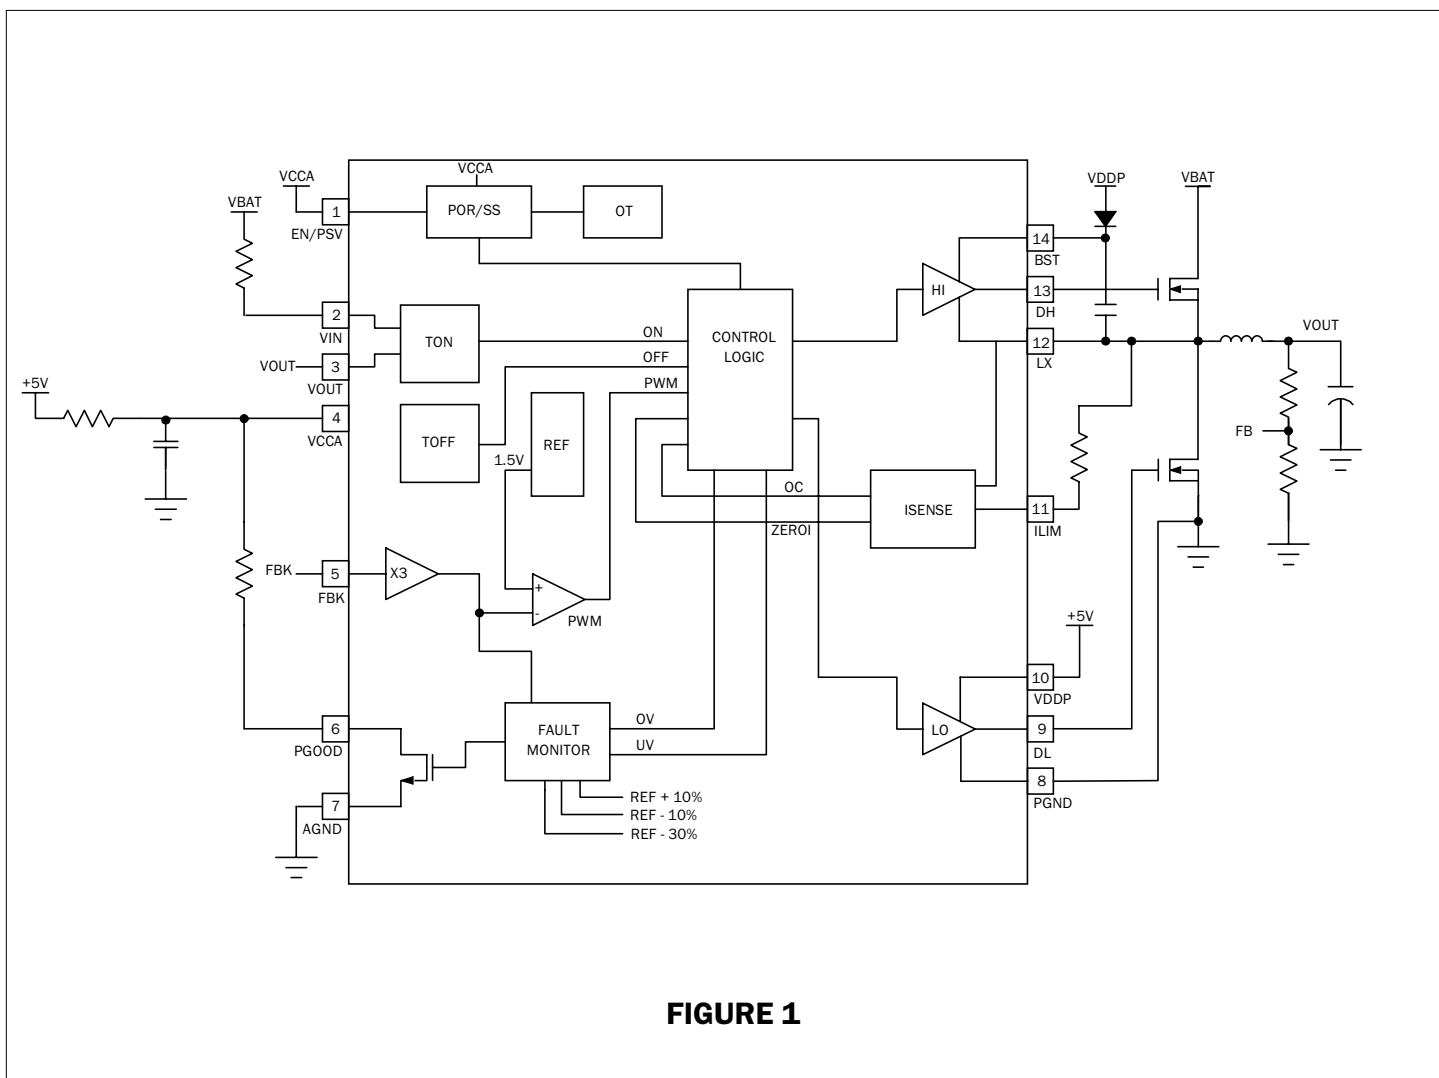 VCCA
VCCA
VDDP
VBAT
VBAT
1
POR/SS
OT
EN/PSV
14
BST
HI
13
DH
2
VIN
TON
ON
CONTROL
LOGIC
12
LX
VOUT
OFF
VOUT
3
VOUT
PWM
+5V
4
VCCA
TOFF
REF
1.5V
FB
OC
ISENSE
11
ILIM
ZEROI
FBK
5
FBK
X3
+
-
PWM
+5V
10
VDDP
6
PGOOD
FAULT
MONITOR
OV
UV
LO
9
DL
8
PGND
7
AGND
REF + 10%
REF - 10%
REF - 30%
FIGURE 1